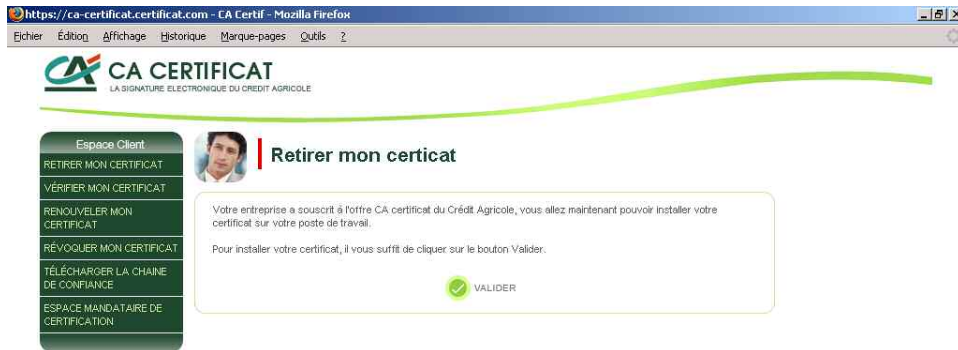 https://ca-certificat.certificat.com - CA Certif - Mozilla Firefox
Fichier Édition Affichage Historique Marque-pages Outils ?
CA CERTIFICAT
LA SIGNATURE ELECTRONIQUE DU CREDIT AGRICOLE
Espace Client
RETIRER MON CERTIFICAT
VÉRIFIER MON CERTIFICAT
RENOUVELER MON
CERTIFICAT
RÉVOQUER MON CERTIFICAT
TÉLÉCHARGER LA CHAINE
DE CONFIANCE
ESPACE MANDATAIRE DE
CERTIFICATION
Retirer mon certicat
Votre entreprise a souscrit à l'offre CA certificat du Crédit Agricole, vous allez maintenant pouvoir installer votre
certificat sur votre poste de travail.
Pour installer votre certificat, il vous suffit de cliquer sur le bouton Valider.
VALIDER